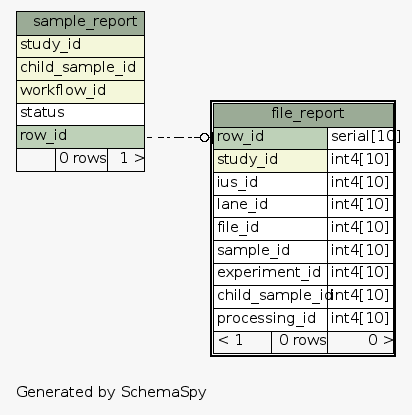 sample_report
study_id
child_sample_id
workflow_id
status
row_id
0 rows 1 >
file_report
row_id serial[10]
study_id int4[10]
ius_id int4[10]
lane_id int4[10]
file_id int4[10]
sample_id int4[10]
experiment_id int4[10]
child_sample_id int4[10]
processing_id int4[10]
< 1 0 rows 0 >
Generated by SchemaSpy